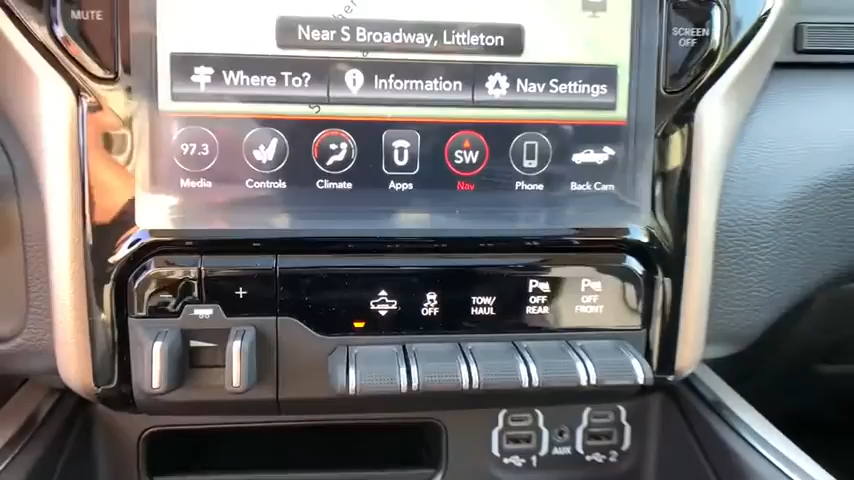 MUTE
SCREEN
OFF
Near S Broadway, Littleton
Where To?
Information
Nav Settings
97.3
SW
Media
Controls
Climate
Apps
Nav
Phone
Back Cam
+
OFF
TOW/
HAUL
P
OFF
REAR
P
OFF
FRONT
1
AUX
2